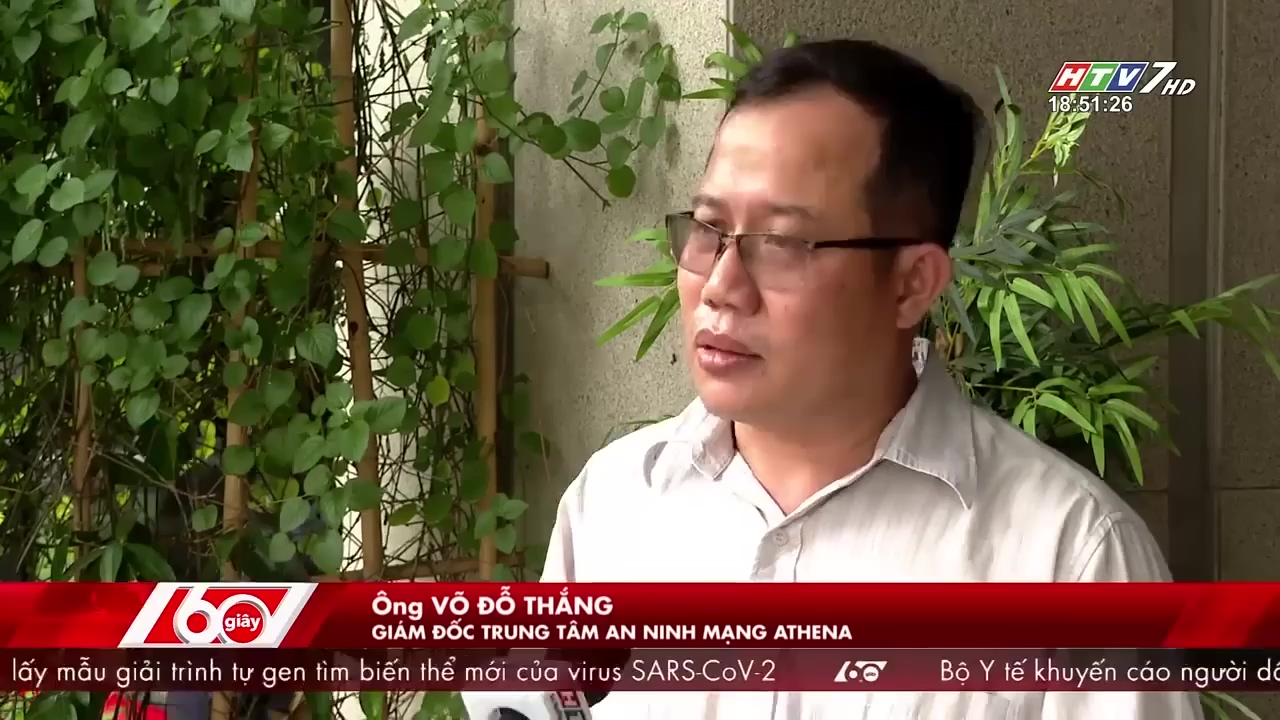 HTV7 HD
18:51:26
60 giây
Ông VÕ ĐỖ THẮNG
GIÁM ĐỐC TRUNG TÂM AN NINH MẠNG ATHENA
lấy mẫu giải trình tự gen tìm biến thể mới của virus SARS-CoV-2 60 Bộ Y tế khuyến cáo người